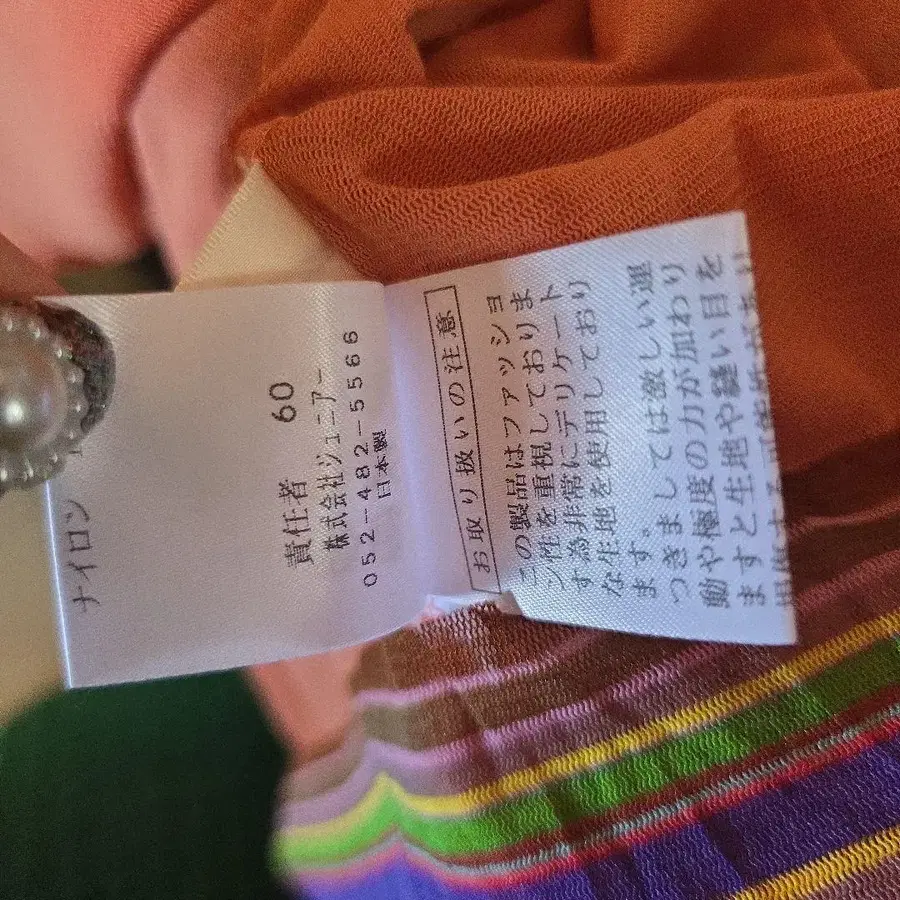 ナイロン
60
責任者
株式会社ジュニアー
052-482-5566
日本製
お取り扱いの注意
この製品はファッショ
ン性を重視しておりま
す為非常にデリケート
な生地を使用しており
ます。
つきましては激しい運
動や極度の力が加わり
ますと生地や縫い目を